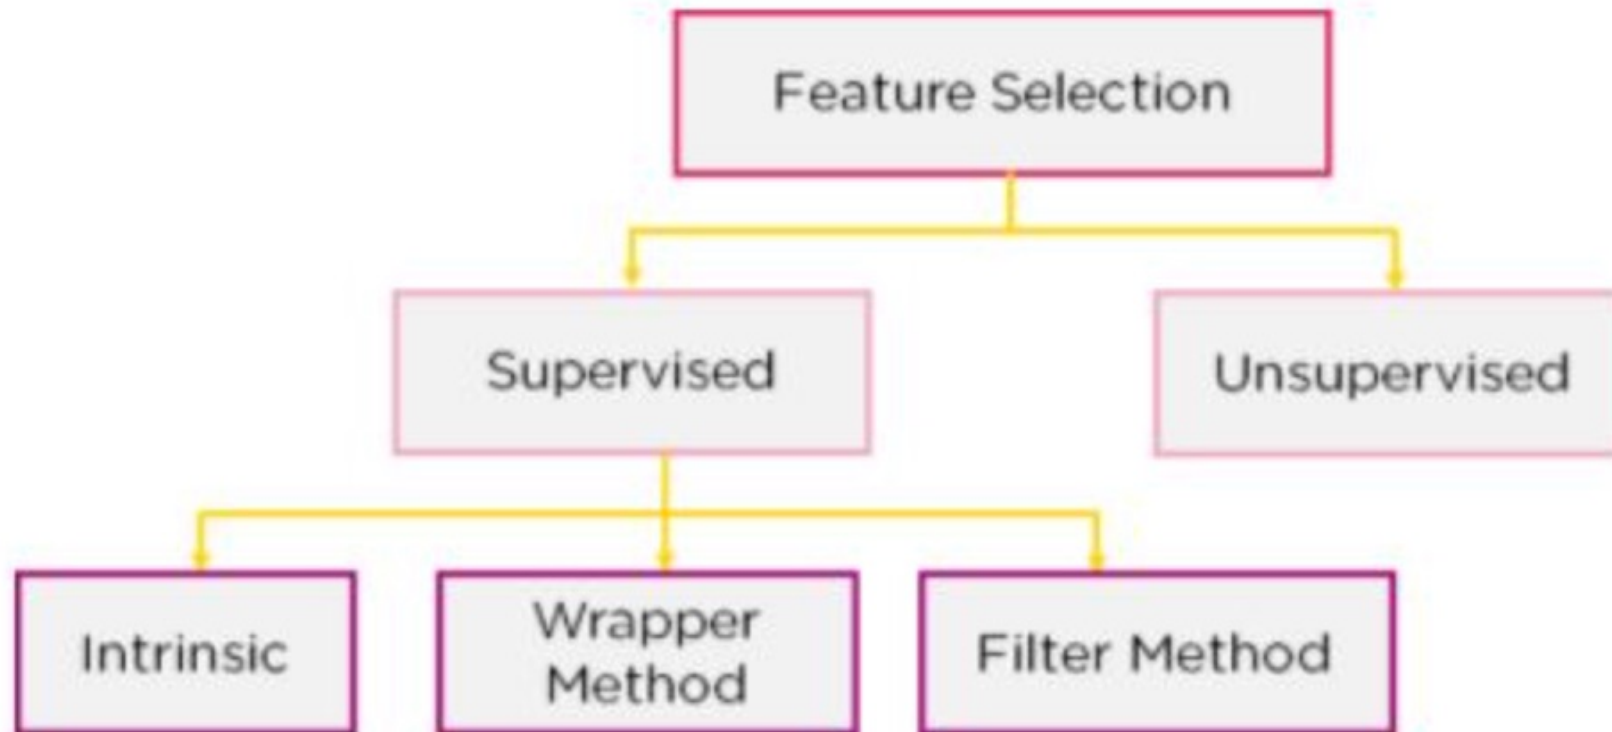 Feature Selection
Supervised
Unsupervised
Intrinsic
Wrapper
Method
Filter Method